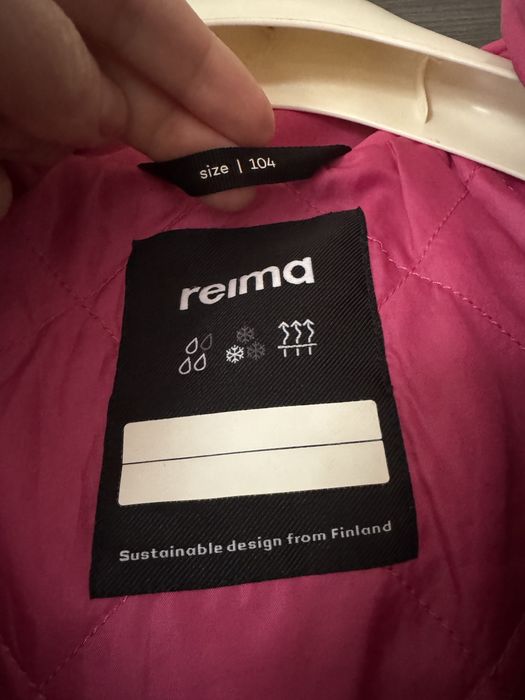 size | 104
reima
Sustainable design from Finland